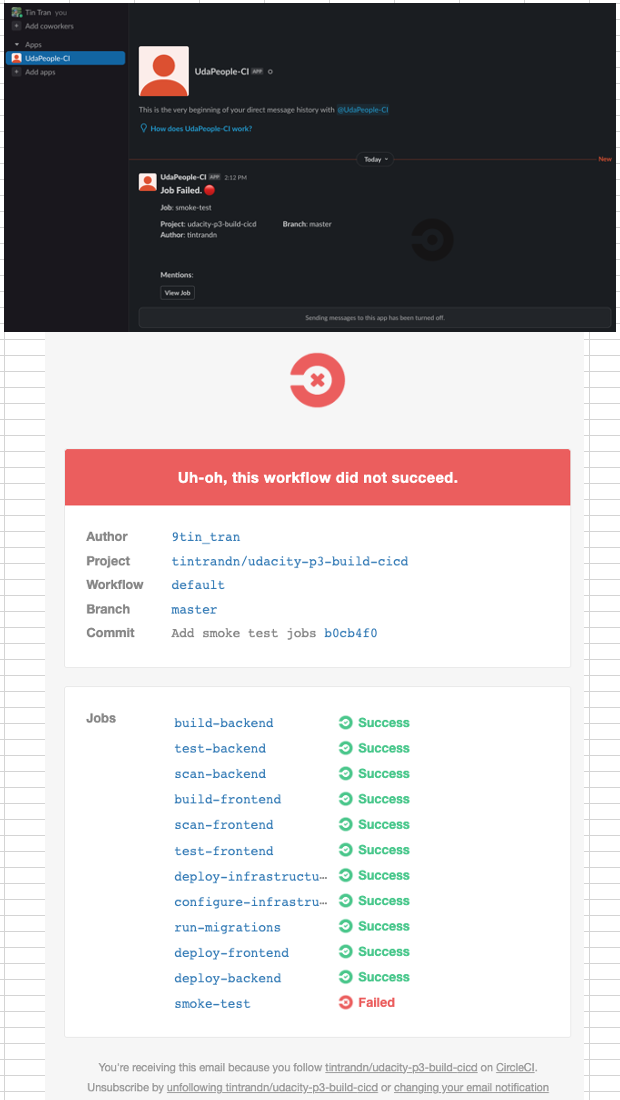 Tin Tran you
+ Add coworkers
Apps
UdaPeople-CI
+ Add apps
UdaPeople-CI APP
This is the very beginning of your direct message history with @UdaPeople-CI
How does UdaPeople-CI work?
Today
New
UdaPeople-CI APP 2:12 PM
Job Failed.
Job: smoke-test
Project: udacity-p3-build-cicd Branch: master
Author: tintrandn
Mentions:
View Job
Sending messages to this app has been turned off.
Uh-oh, this workflow did not succeed.
Author 9tin_tran
Project tintrandn/udacity-p3-build-cicd
Workflow default
Branch master
Commit Add smoke test jobs b0cb4f0
Jobs build-backend Success
test-backend Success
scan-backend Success
build-frontend Success
scan-frontend Success
test-frontend Success
deploy-infrastructu… Success
configure-infrastru… Success
run-migrations Success
deploy-frontend Success
deploy-backend Success
smoke-test Failed
You're receiving this email because you follow tintrandn/udacity-p3-build-cicd on CircleCI.
Unsubscribe by unfollowing tintrandn/udacity-p3-build-cicd or changing your email notification